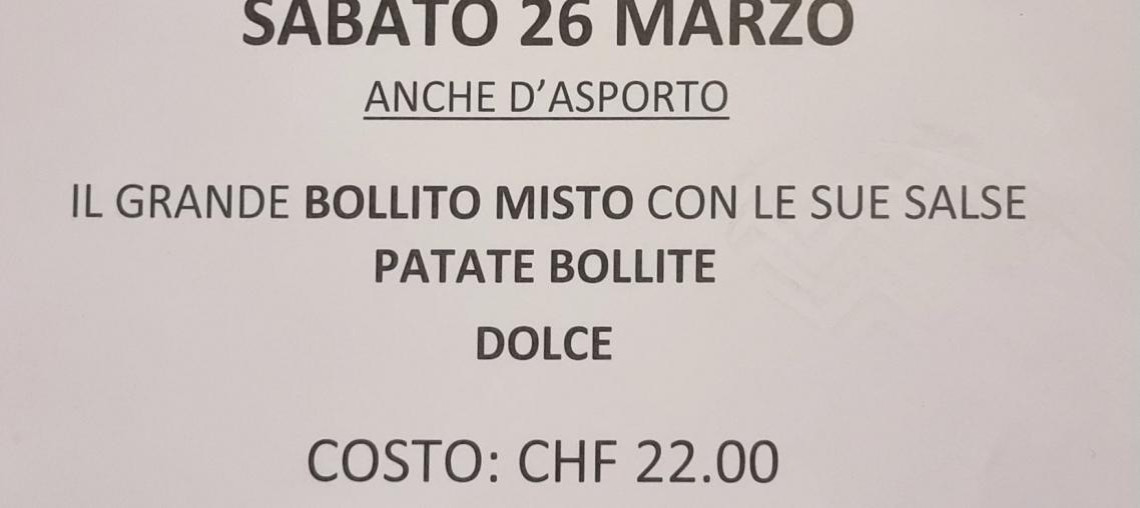 SABATO 26 MARZO
ANCHE D’ASPORTO
IL GRANDE BOLLITO MISTO CON LE SUE SALSE
PATATE BOLLITE
DOLCE
COSTO: CHF 22.00